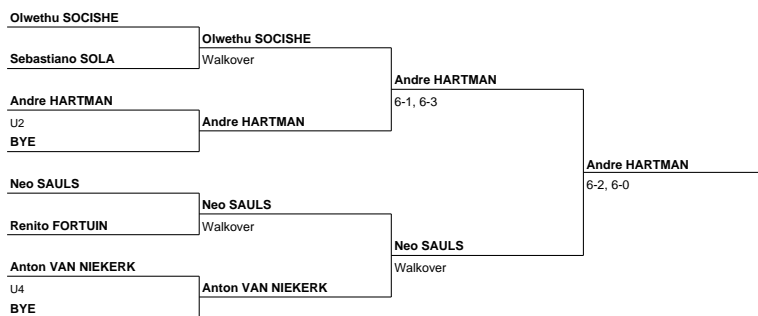 Olwethu SOCISHE
Olwethu SOCISHE
Sebastiano SOLA
Walkover
Andre HARTMAN
6-1, 6-3
Andre HARTMAN
U2
Andre HARTMAN
BYE
Andre HARTMAN
6-2, 6-0
Neo SAULS
Neo SAULS
Renito FORTUIN
Walkover
Neo SAULS
Walkover
Anton VAN NIEKERK
U4
Anton VAN NIEKERK
BYE